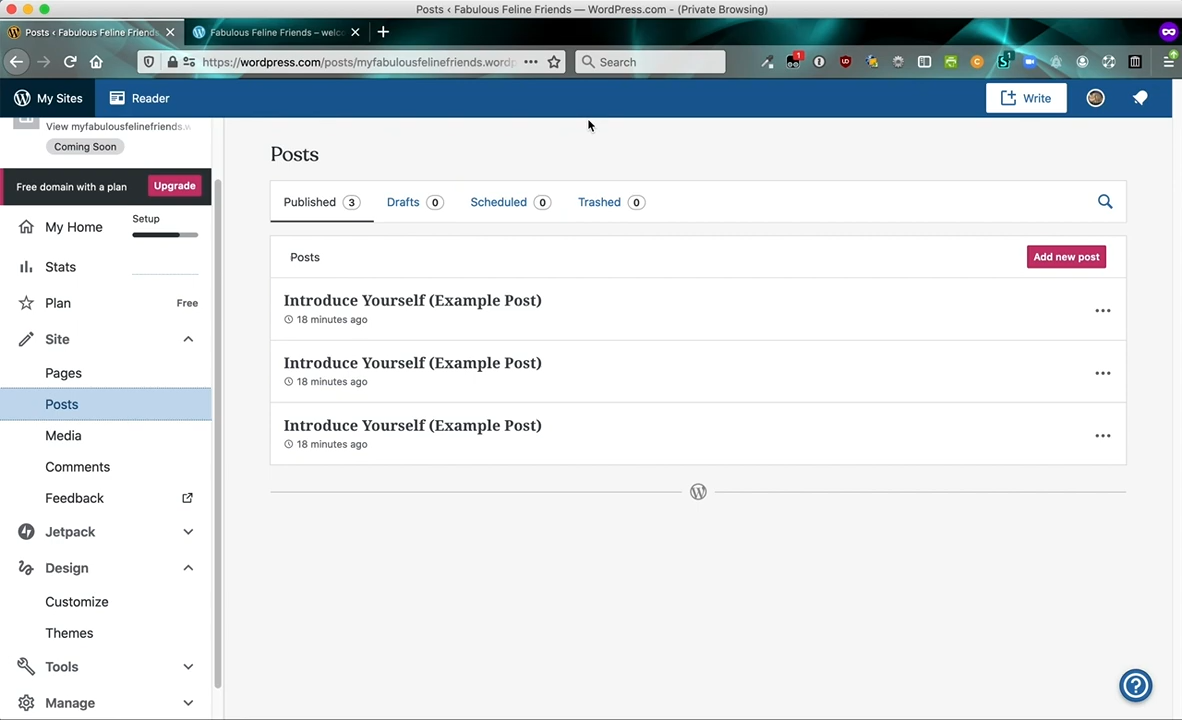 Posts ‹ Fabulous Feline Friends — WordPress.com - (Private Browsing)
Posts ‹ Fabulous Feline Friends
Fabulous Feline Friends – welc
https://wordpress.com/posts/myfabulousfelinefriends.wordp
Search
1
1
My Sites
Reader
Write
View myfabulousfelinefriends.w
Coming Soon
Free domain with a plan
Upgrade
My Home
Setup
Stats
Plan
Free
Site
Pages
Posts
Media
Comments
Feedback
Jetpack
Design
Customize
Themes
Tools
Manage
Posts
Published 3
Drafts 0
Scheduled 0
Trashed 0
Posts
Add new post
Introduce Yourself (Example Post)
18 minutes ago
Introduce Yourself (Example Post)
18 minutes ago
Introduce Yourself (Example Post)
18 minutes ago